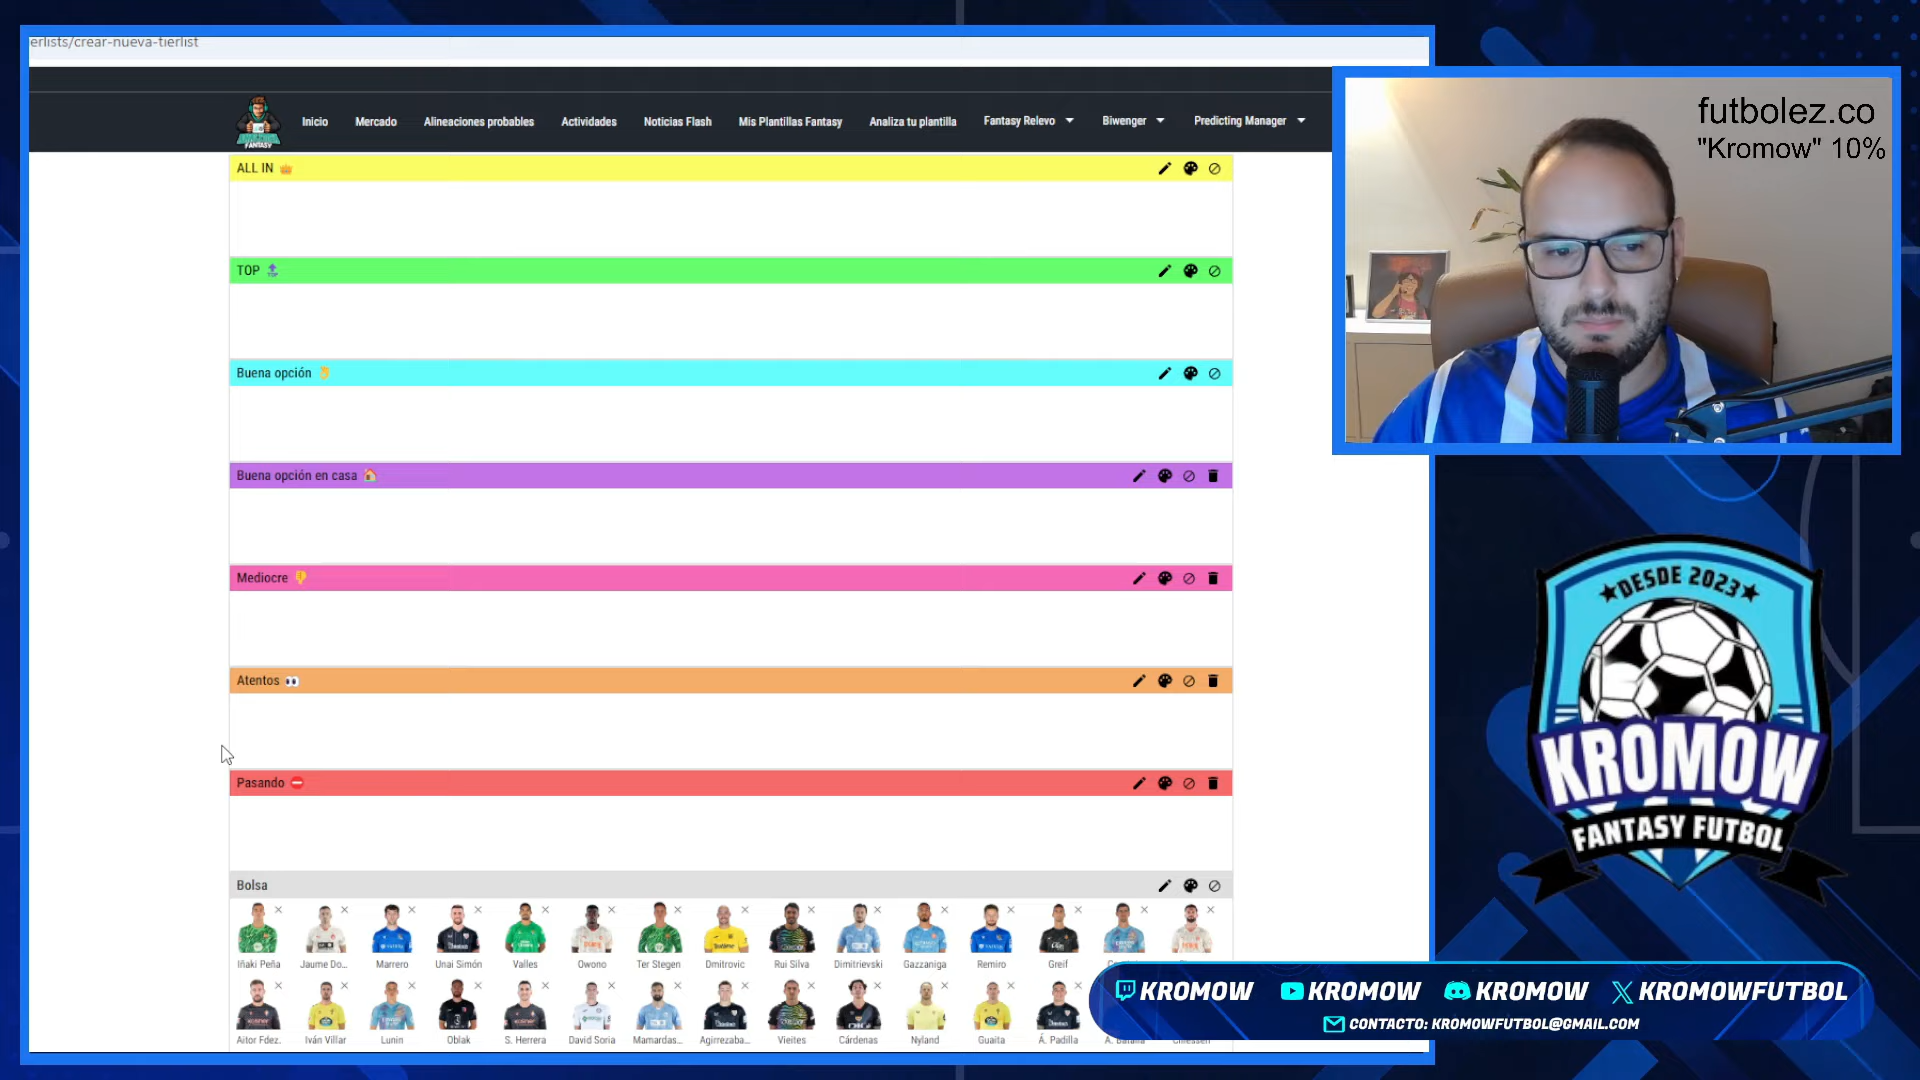 erlists/crear-nueva-tierlist
FANTASY
Inicio
Mercado
Alineaciones probables
Actividades
Noticias Flash
Mis Plantillas Fantasy
Analiza tu plantilla
Fantasy Relevo
Biwenger
Predicting Manager
futbolez.co
"Kromow" 10%
ALL IN 👑
TOP
Buena opción
Buena opción en casa 🏠
Mediocre 👎
Atentos 👀
Pasando ⛔
Bolsa
Iñaki Peña
Jaume Do...
Marrero
Unai Simón
Valles
Owono
Ter Stegen
Dmitrovic
Rui Silva
Dimitrievski
Gazzaniga
Remiro
Greif
Aitor Fdez.
Iván Villar
Lunin
Oblak
S. Herrera
David Soria
Mamardas...
Agirrezaba...
Vieites
Cárdenas
Nyland
Guaita
Á. Padilla
DESDE 2023
KROMOW
FANTASY FUTBOL
KROMOW
KROMOW
KROMOW
KROMOWFUTBOL
CONTACTO: KROMOWFUTBOL@GMAIL.COM